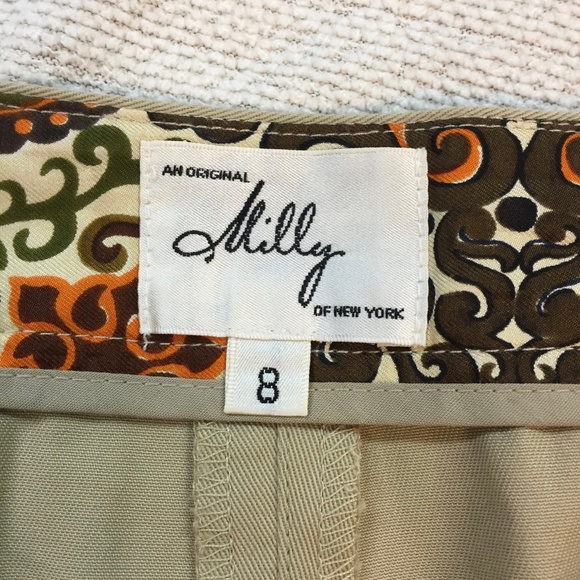 AN ORIGINAL
Milly
OF NEW YORK
8